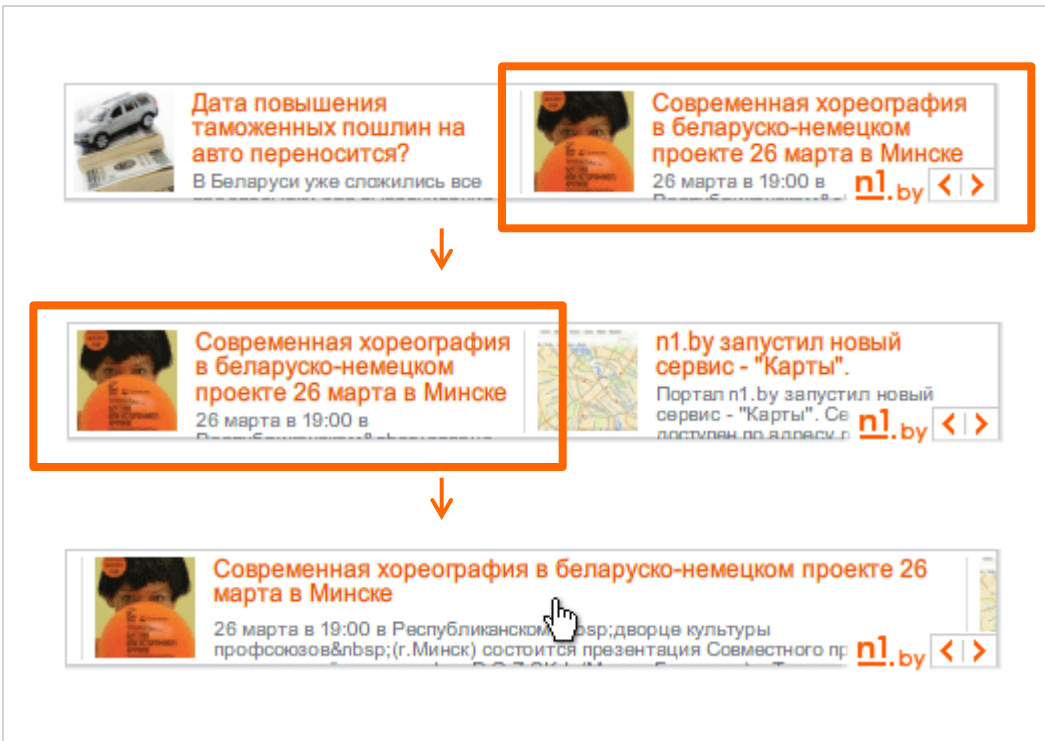 Дата повышения
таможенных пошлин на
авто переносится?
В Беларуси уже сложились все
Современная хореография
в беларуско-немецком
проекте 26 марта в Минске
26 марта в 19:00 в
n1.by
Современная хореография
в беларуско-немецком
проекте 26 марта в Минске
26 марта в 19:00 в
n1.by запустил новый
сервис - "Карты".
Портал n1.by запустил новый
сервис - "Карты". Се
доступен по адресу
n1.by
Современная хореография в беларуско-немецком проекте 26
марта в Минске
26 марта в 19:00 в Республиканском bsp;дворце культуры
профсоюзов&nbsp;(г.Минск) состоится презентация Совместного пр
n1.by